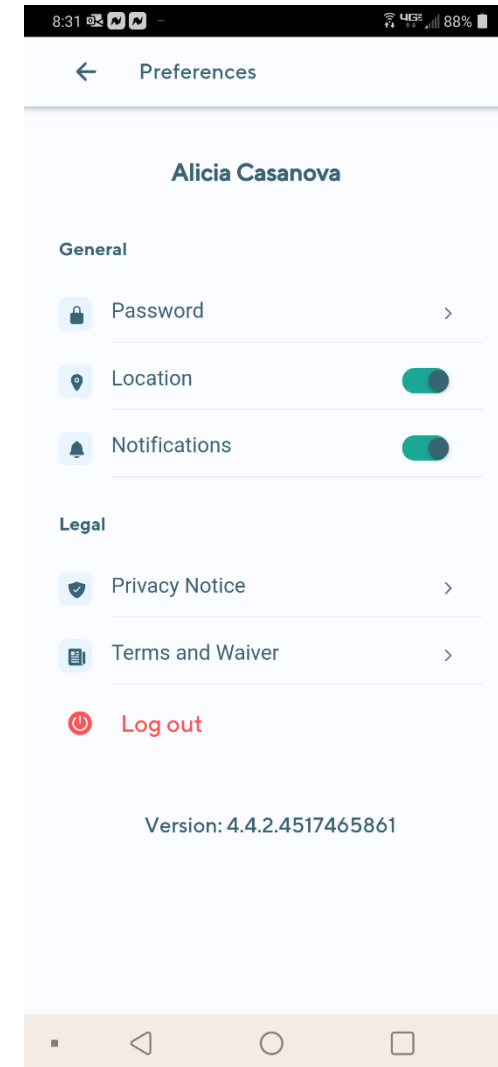 8:31
4GE 88%
Preferences
Alicia Casanova
General
Password
Location
Notifications
Legal
Privacy Notice
Terms and Waiver
Log out
Version: 4.4.2.4517465861